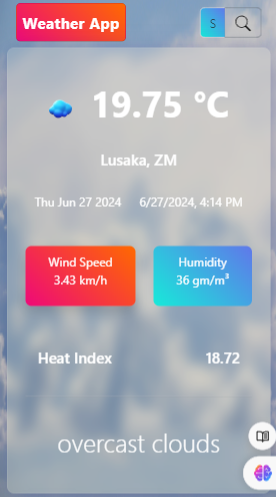 Weather App
S
19.75 °C
Lusaka, ZM
Thu Jun 27 2024 6/27/2024, 4:14 PM
Wind Speed Humidity
3.43 km/h 36 gm/m³
Heat Index 18.72
overcast clouds